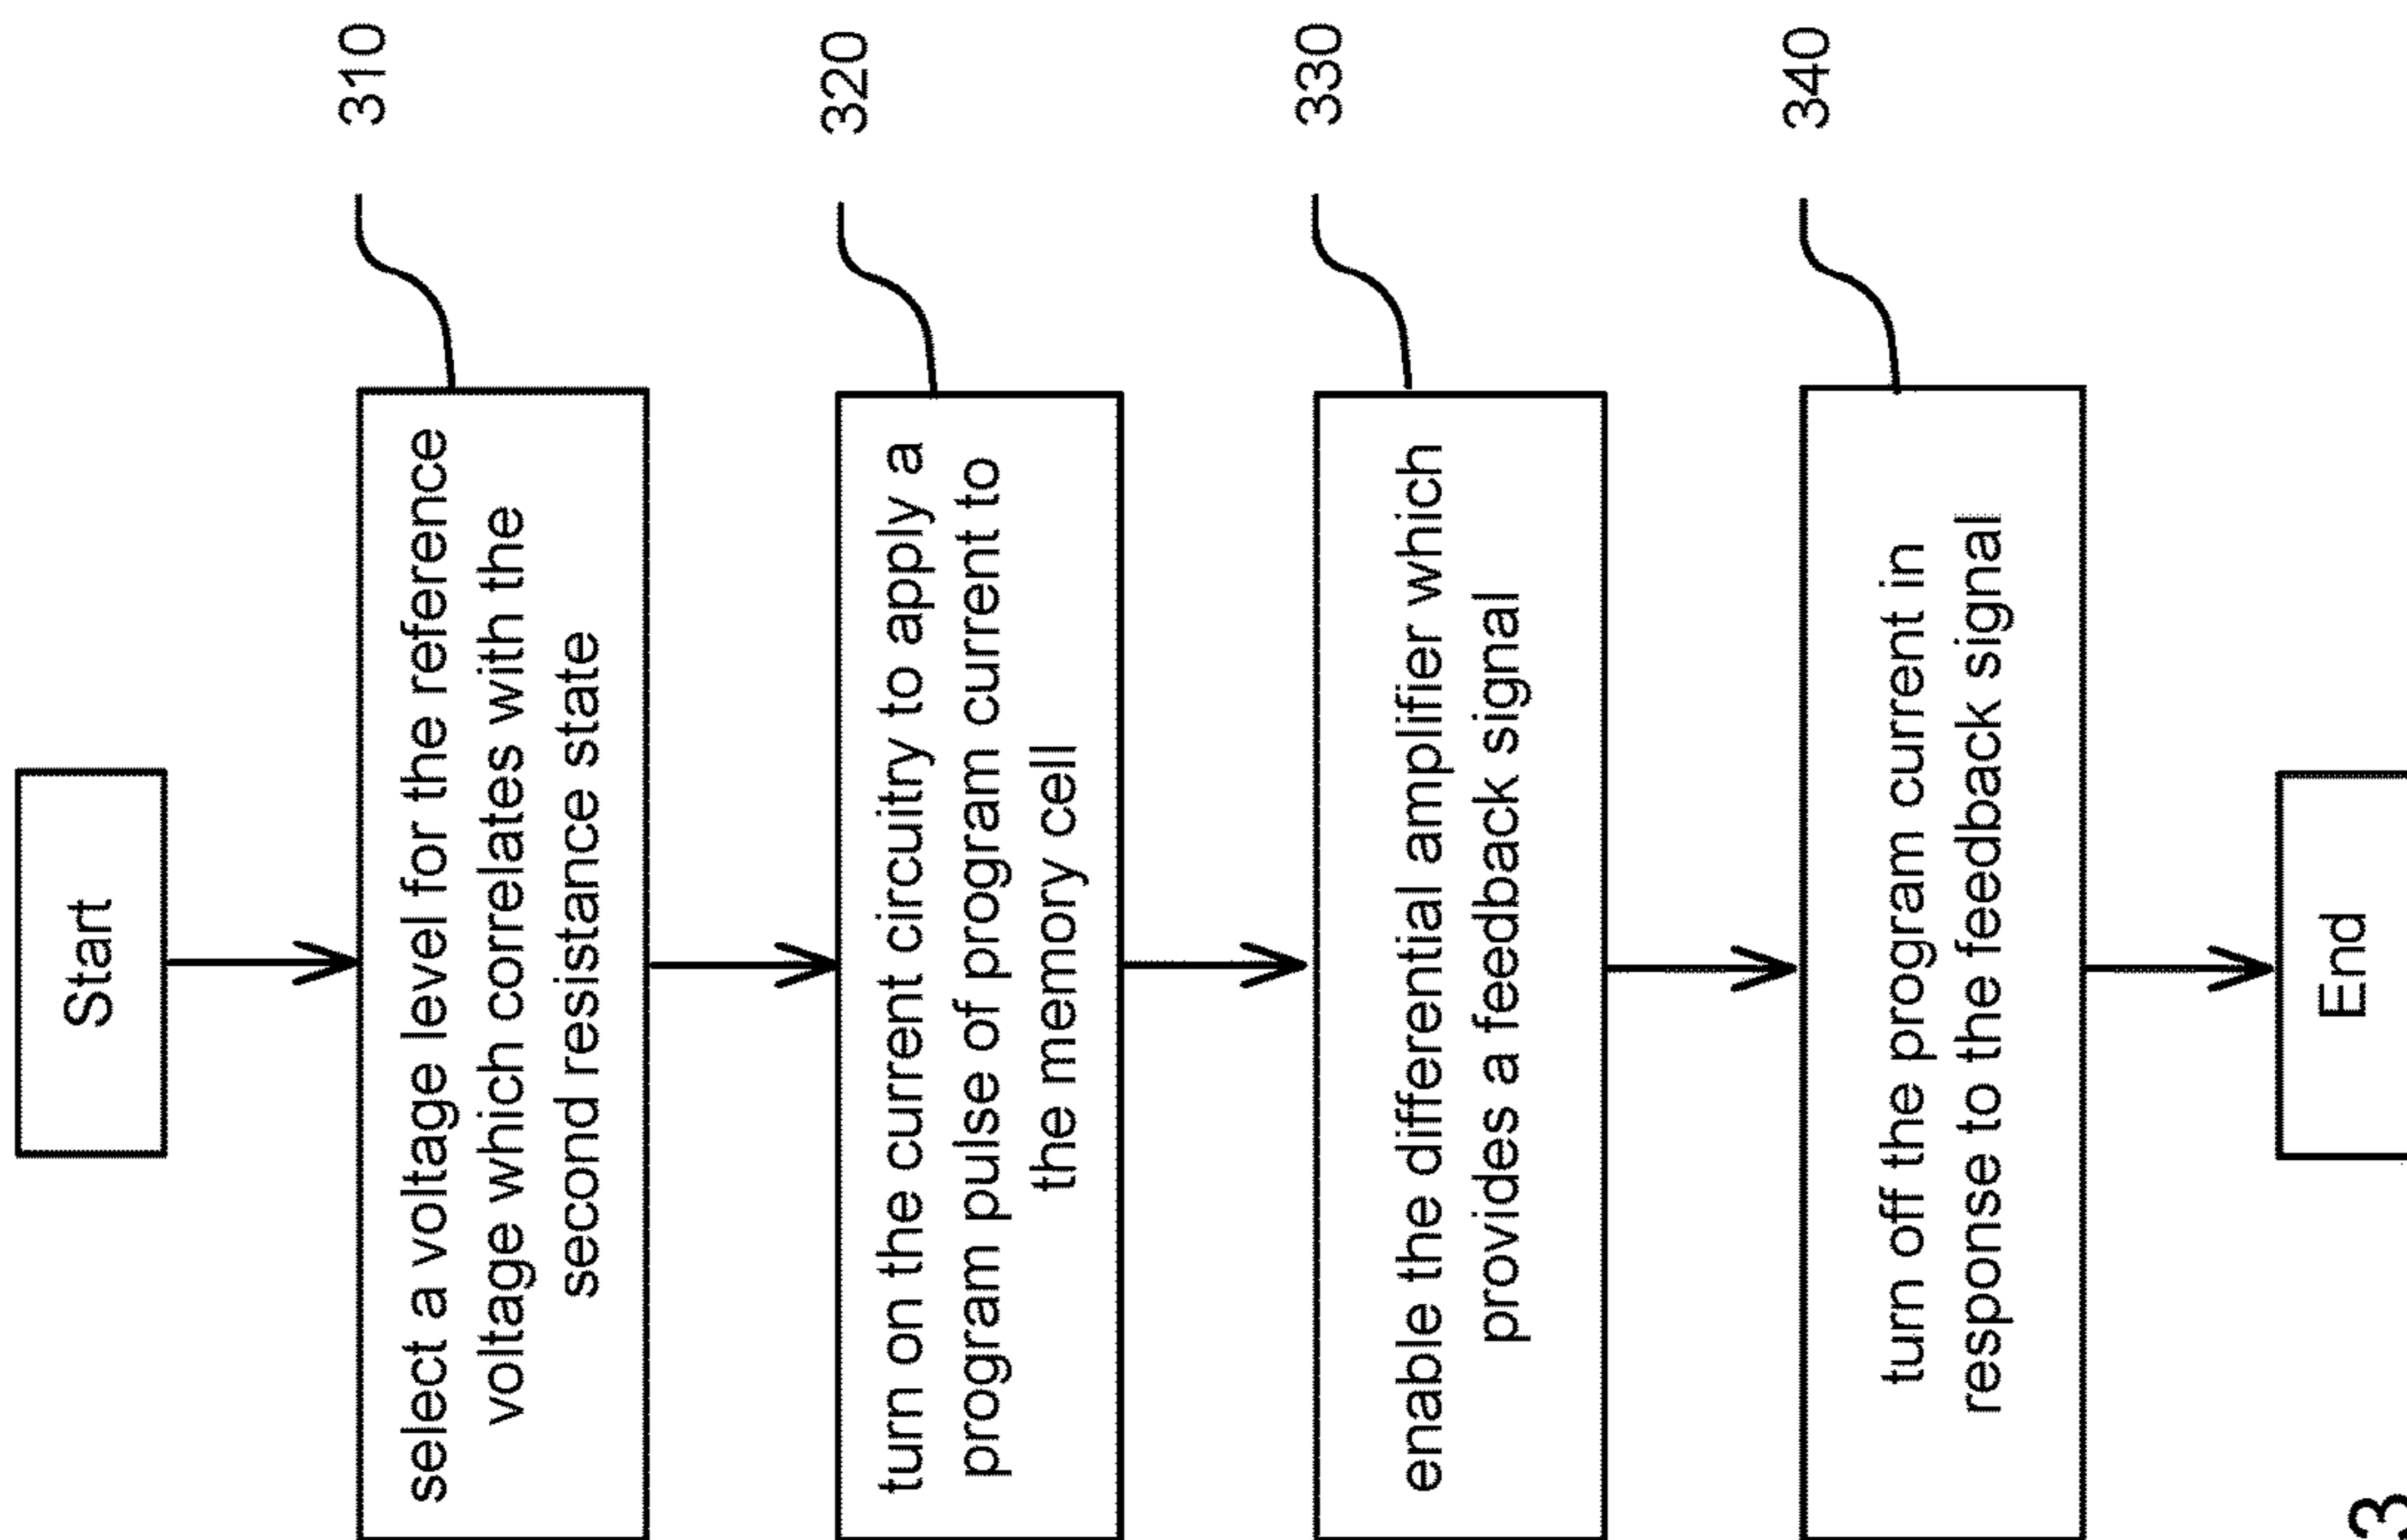 Start
310
select a voltage level for the reference
voltage which correlates with the
second resistance state
320
turn on the current circuitry to apply a
program pulse of program current to
the memory cell
330
enable the differential amplifier which
provides a feedback signal
340
turn off the program current in
response to the feedback signal
End
3